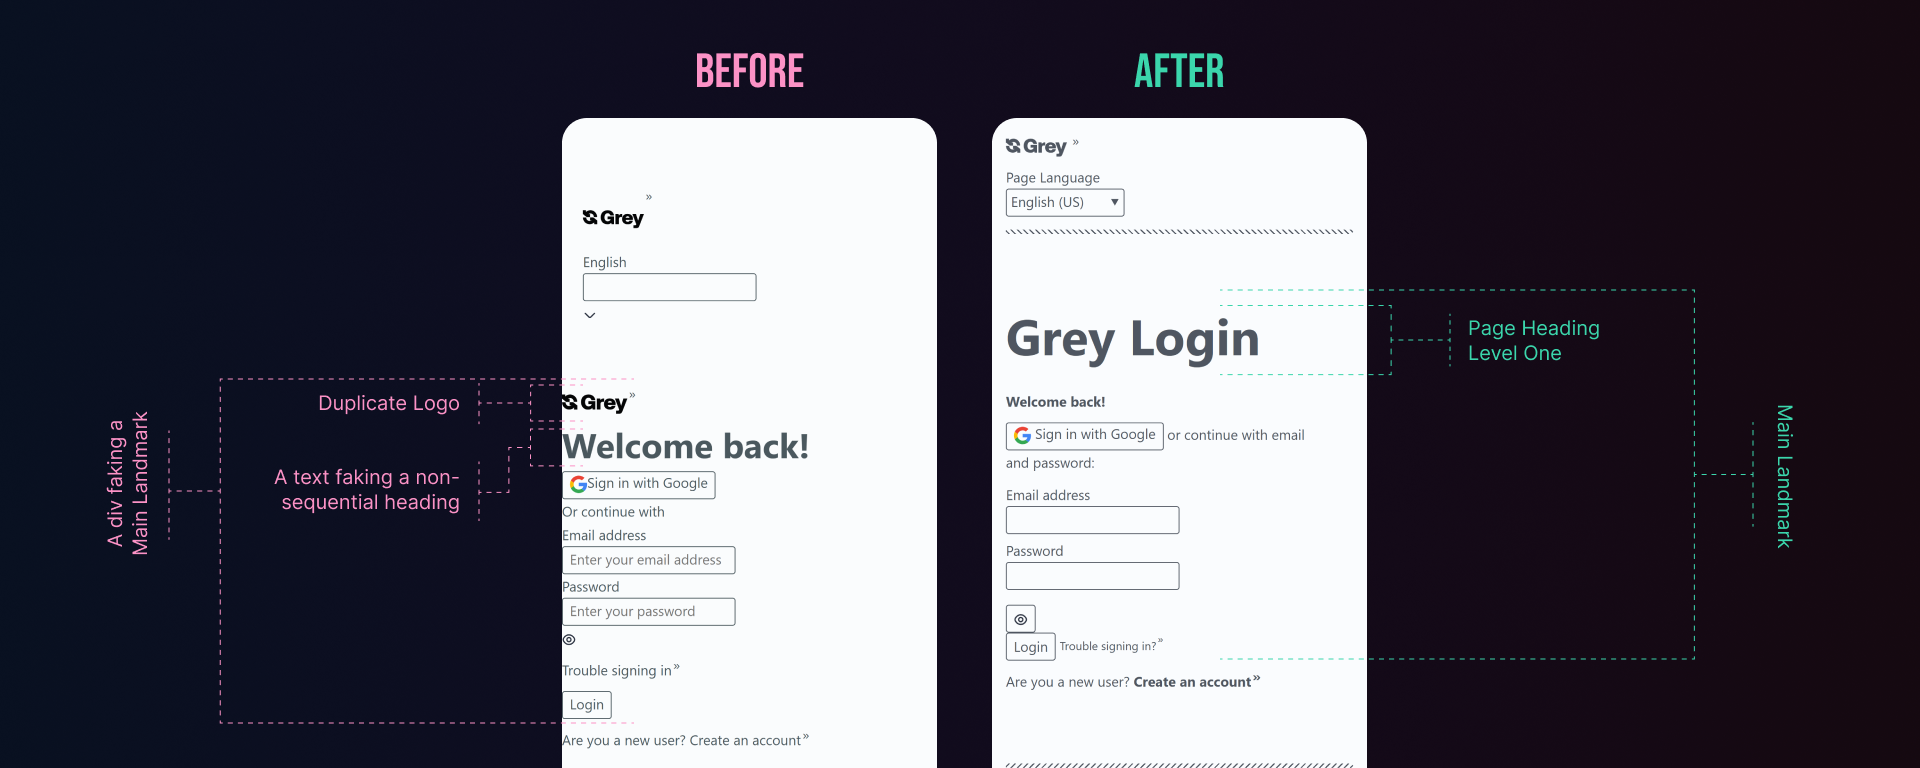 BEFORE
AFTER
»
Grey
English
Duplicate Logo
A text faking a non-
sequential heading
A div faking a
Main Landmark
Grey »
Welcome back!
Sign in with Google
Or continue with
Email address
Enter your email address
Password
Enter your password
Trouble signing in »
Login
Are you a new user? Create an account »
Grey »
Page Language
English (US)
Grey Login
Page Heading
Level One
Main Landmark
Welcome back!
Sign in with Google or continue with email
and password:
Email address
Password
Login Trouble signing in? »
Are you a new user? Create an account »